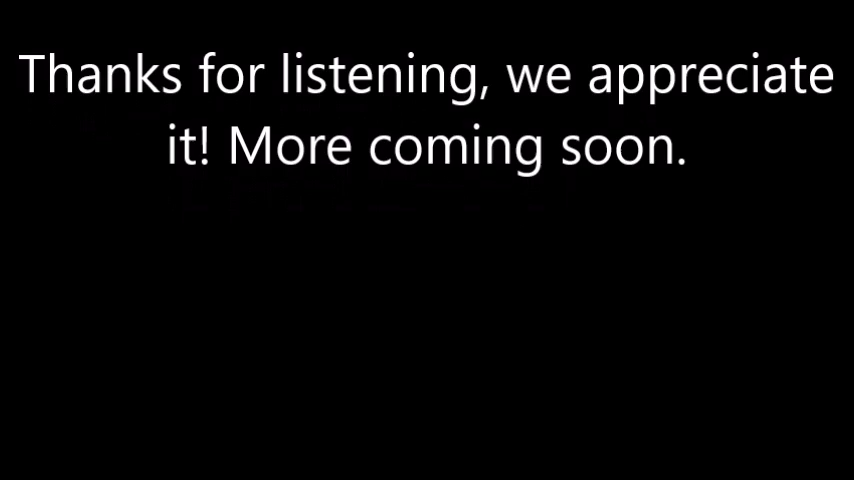 Thanks for listening, we appreciate
it! More coming soon.